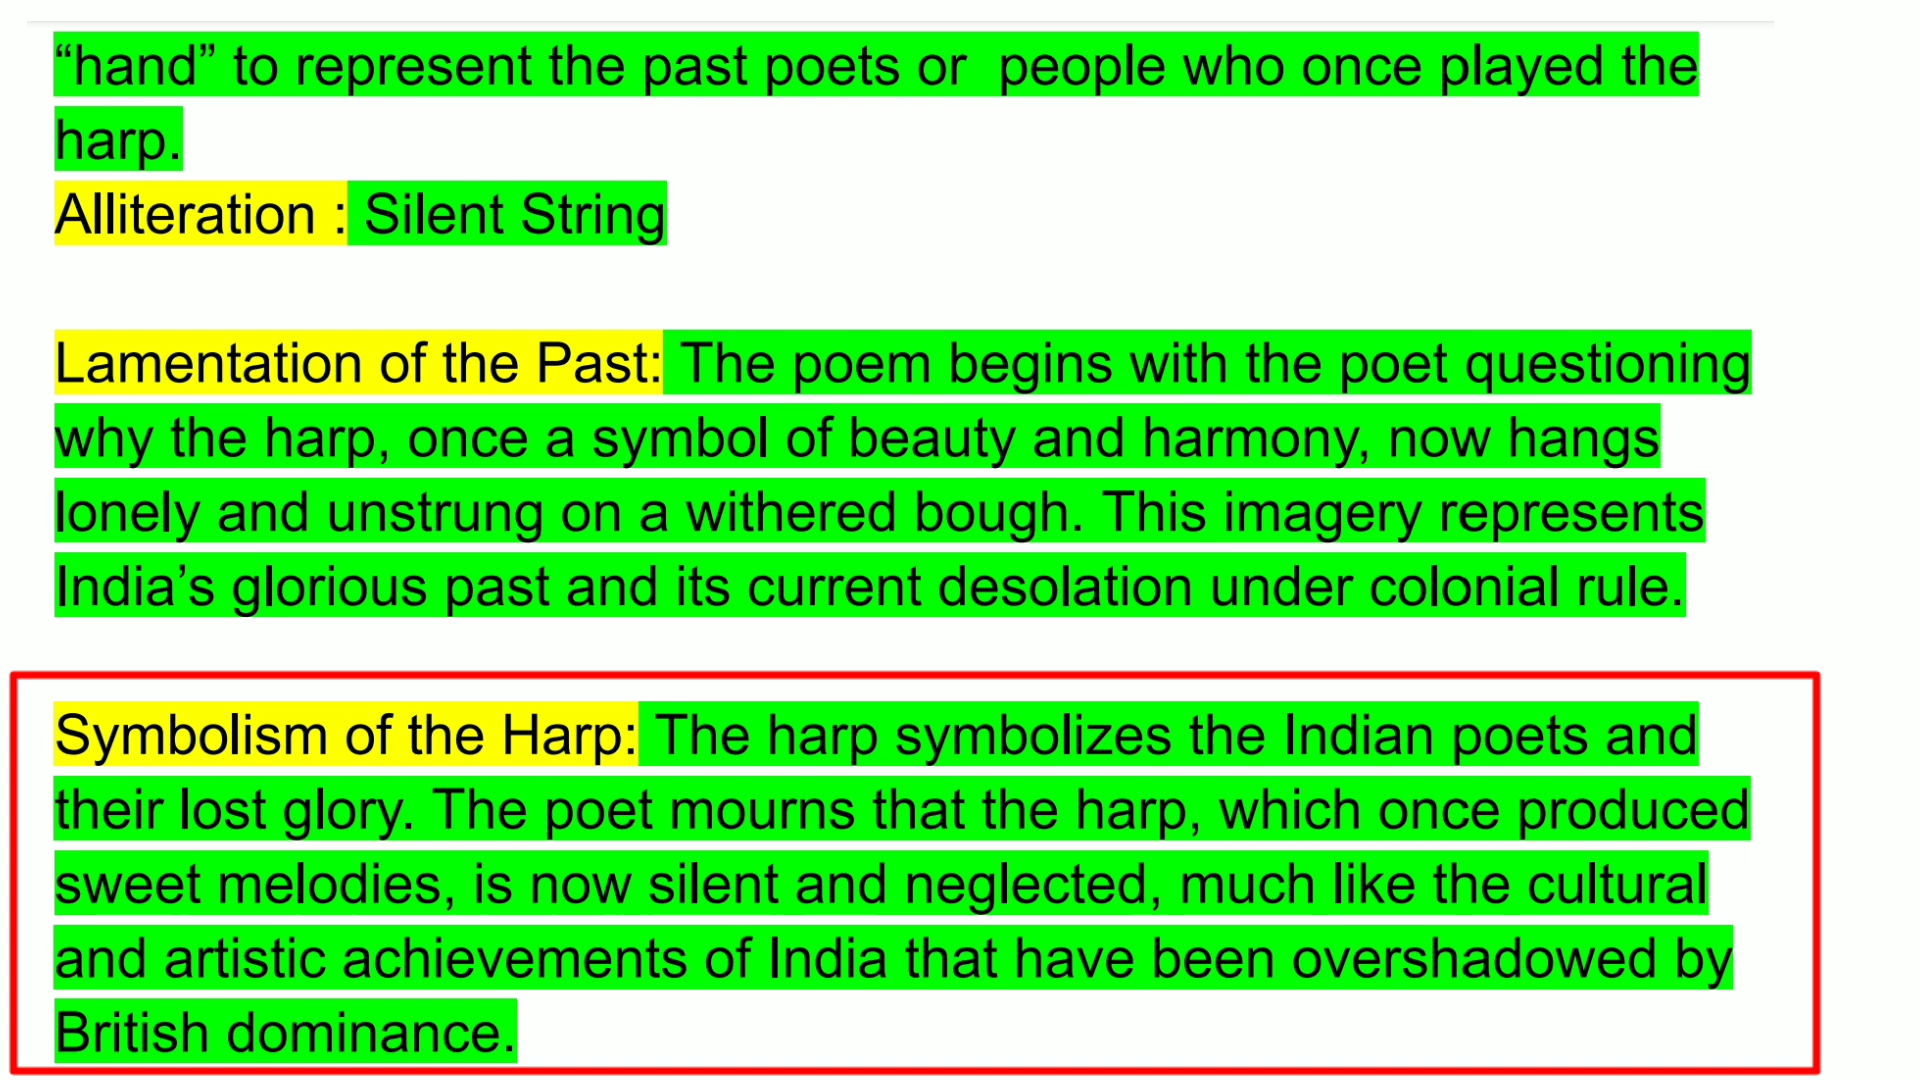 “hand” to represent the past poets or  people who once played the
harp.
Alliteration : Silent String
Lamentation of the Past: The poem begins with the poet questioning
why the harp, once a symbol of beauty and harmony, now hangs
lonely and unstrung on a withered bough. This imagery represents
India’s glorious past and its current desolation under colonial rule.
Symbolism of the Harp: The harp symbolizes the Indian poets and
their lost glory. The poet mourns that the harp, which once produced
sweet melodies, is now silent and neglected, much like the cultural
and artistic achievements of India that have been overshadowed by
British dominance.